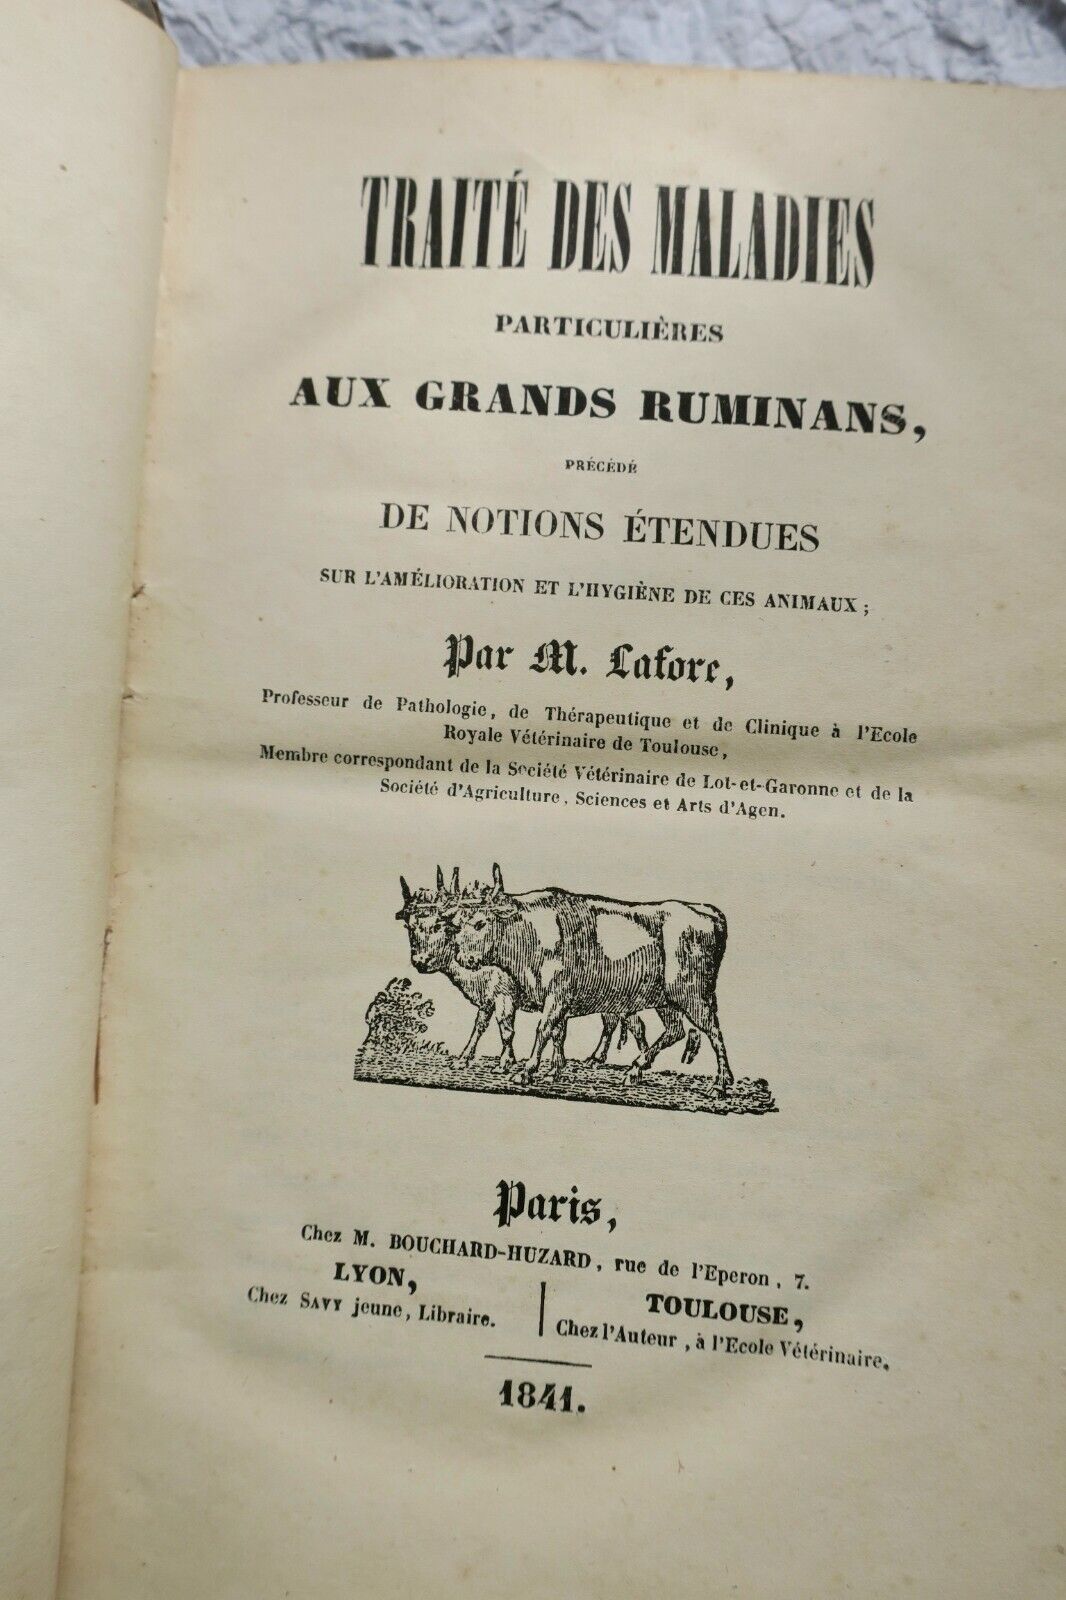 TRAITÉ DES MALADIES
PARTICULIÈRES
AUX GRANDS RUMINANS,
PRÉCÉDÉ
DE NOTIONS ÉTENDUES
SUR L'AMÉLIORATION ET L'HYGIÈNE DE CES ANIMAUX ;
Par M. Lafore,
Professeur de Pathologie, de Thérapeutique et de Clinique à l'Ecole
Royale Vétérinaire de Toulouse,
Membre correspondant de la Société Vétérinaire de Lot-et-Garonne et de la
Société d'Agriculture, Sciences et Arts d'Agen.
Paris,
Chez M. BOUCHARD-HUZARD, rue de l'Eperon, 7.
LYON,
Chez SAVY jeune, Libraire.
TOULOUSE,
Chez l'Auteur, à l'Ecole Vétérinaire.
1841.